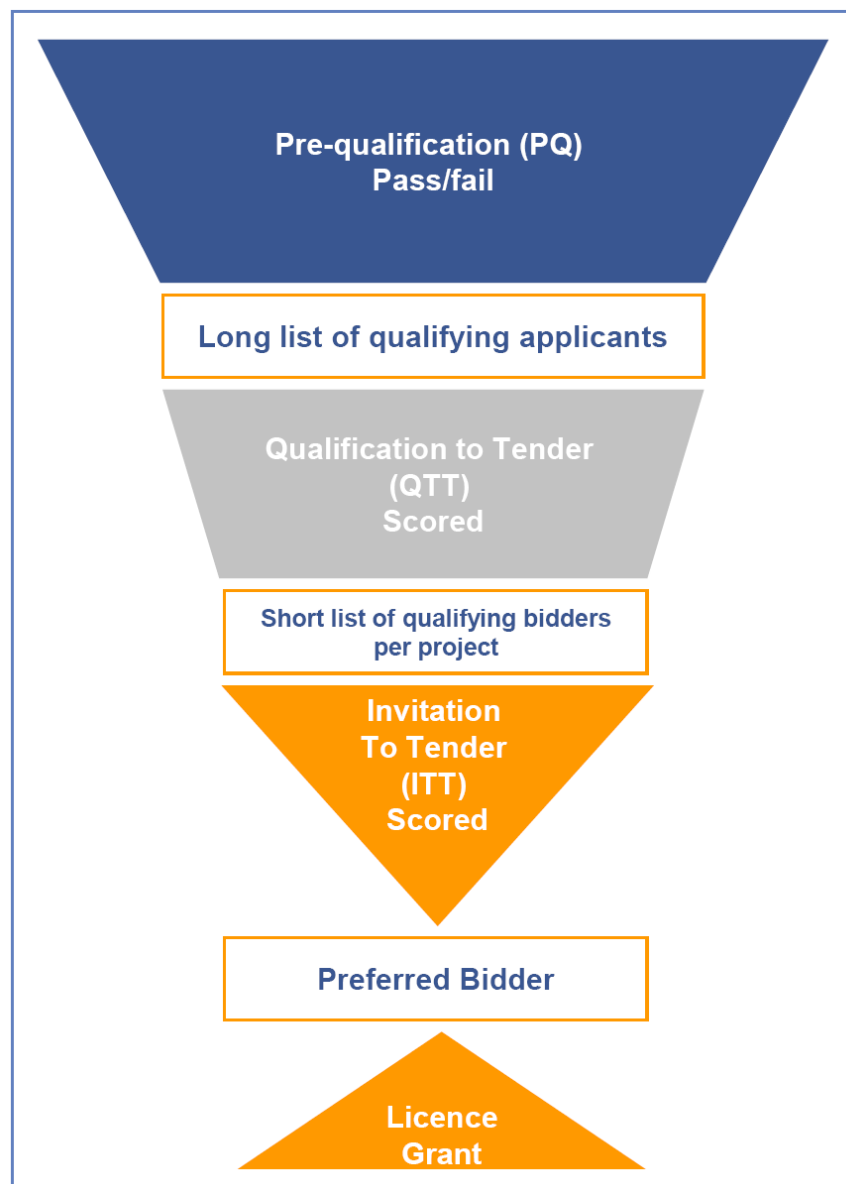 Pre-qualification (PQ)
Pass/fail
Long list of qualifying applicants
Qualification to Tender
(QTT)
Scored
Short list of qualifying bidders
per project
Invitation
To Tender
(ITT)
Scored
Preferred Bidder
Licence
Grant